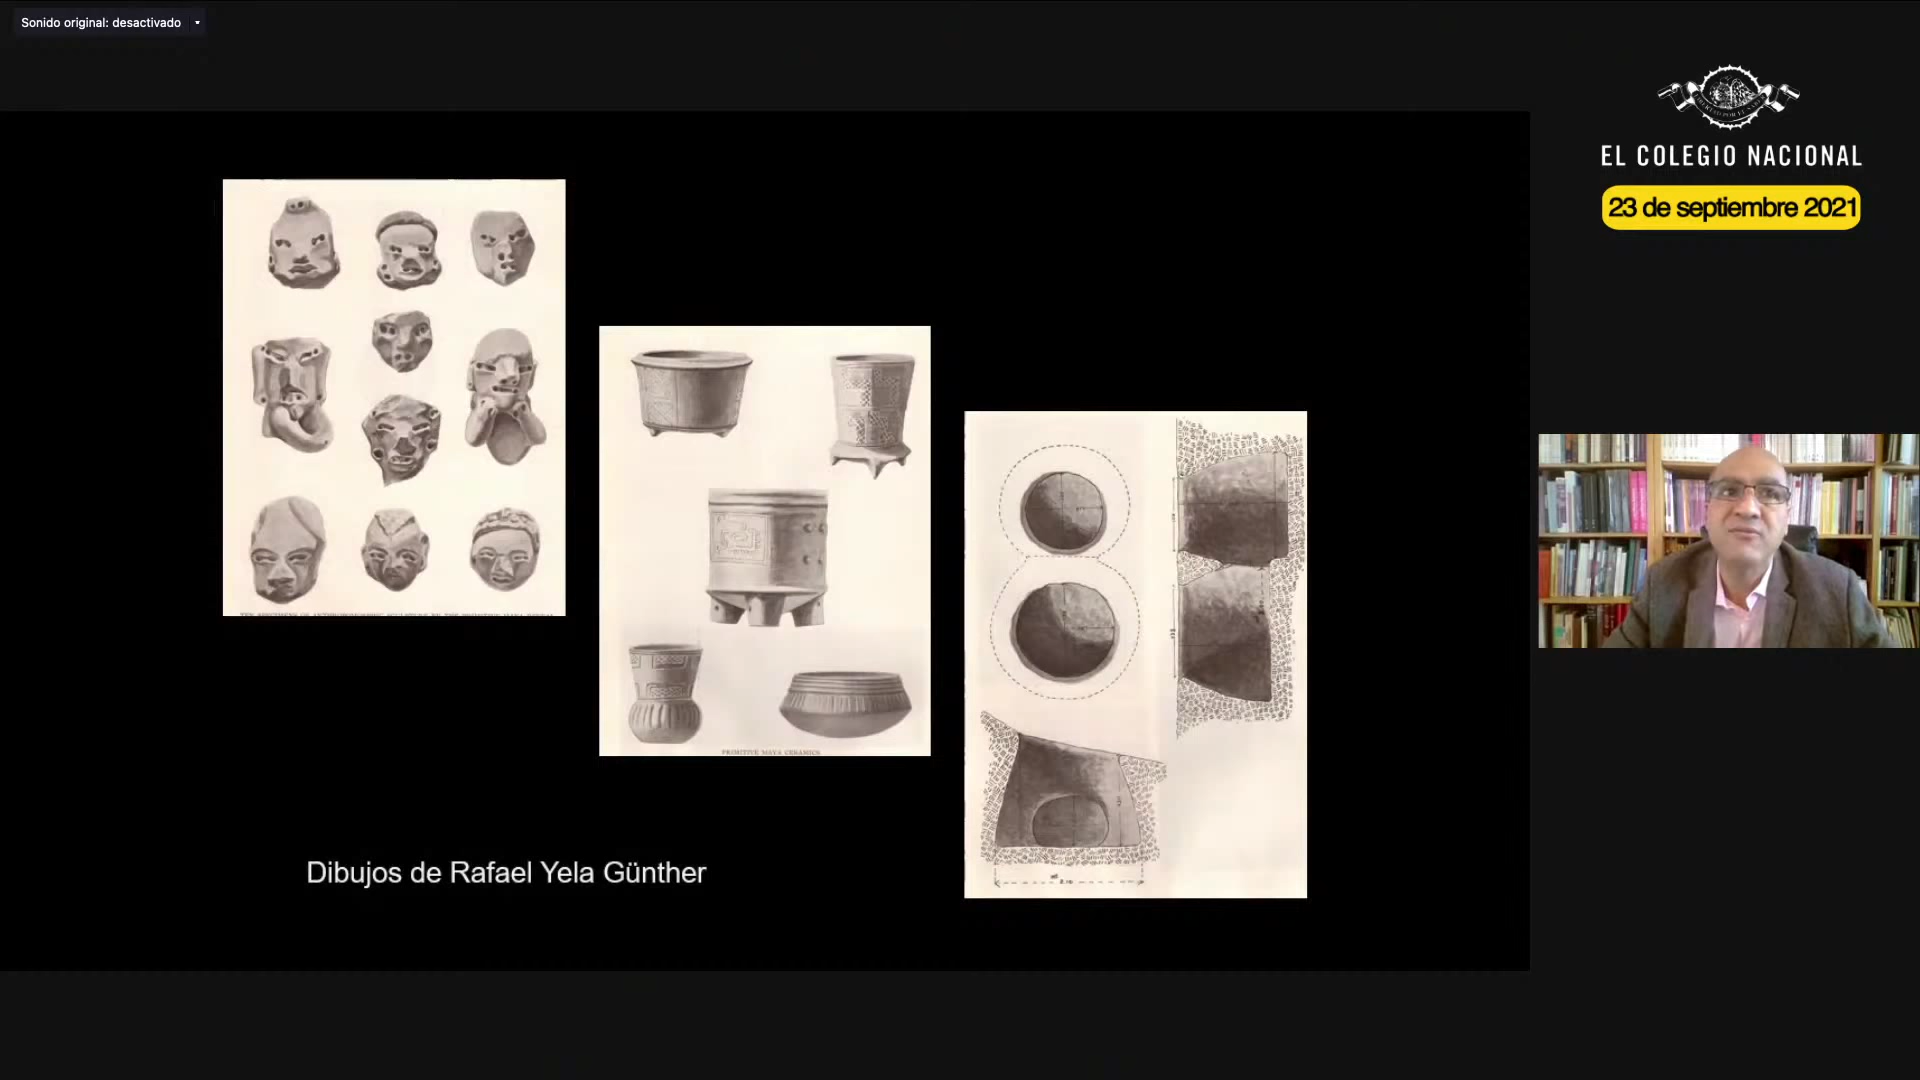 Sonido original: desactivado
EL COLEGIO NACIONAL
23 de septiembre 2021
PRIMITIVE MAYA CERAMICS
Dibujos de Rafael Yela Günther